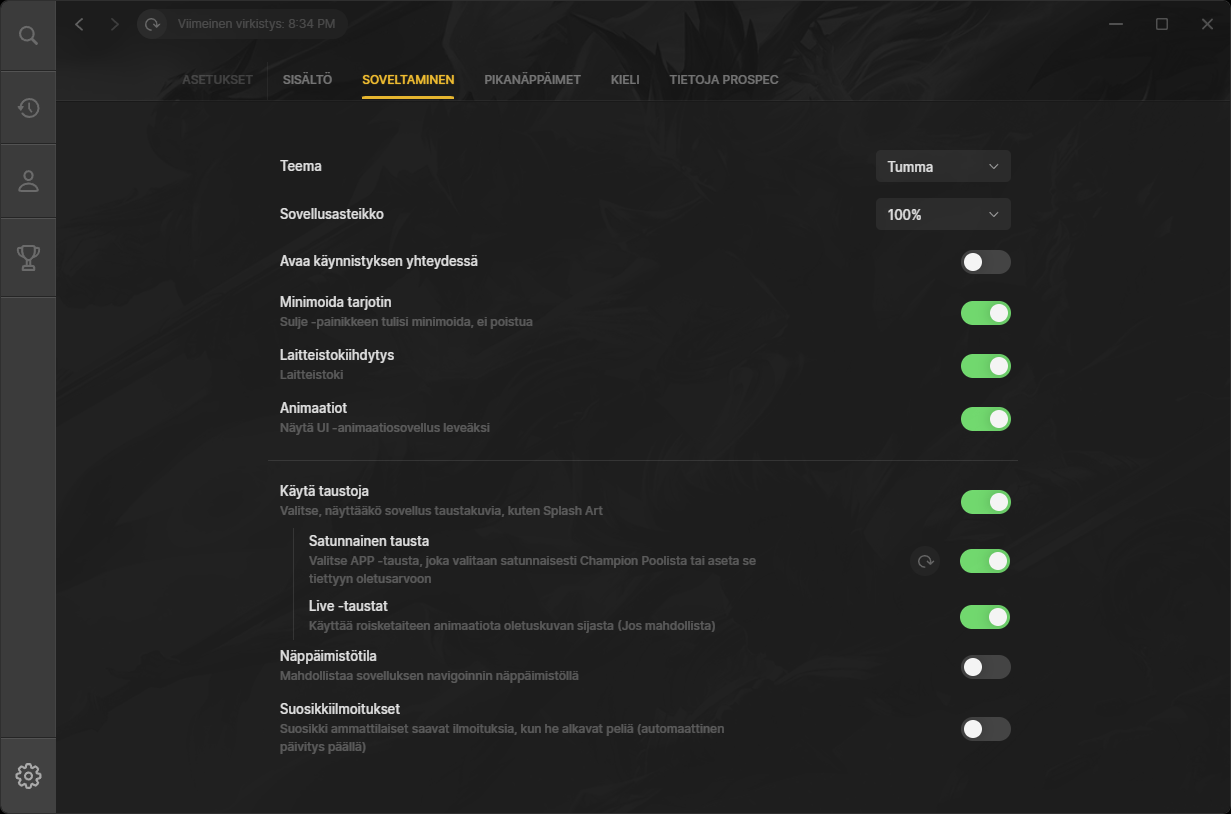 Viimeinen virkistys: 8:34 PM
ASETUKSET SISÄLTÖ SOVELTAMINEN PIKANÄPPÄIMET KIELI TIETOJA PROSPEC
Teema Tumma
Sovellusasteikko 100%
Avaa käynnistyksen yhteydessä
Minimoida tarjotin
Sulje -painikkeen tulisi minimoida, ei poistua
Laitteistokiihdytys
Laitteistoki
Animaatiot
Näytä UI -animaatiosovellus leveäksi
Käytä taustoja
Valitse, näyttääkö sovellus taustakuvia, kuten Splash Art
Satunnainen tausta
Valitse APP -tausta, joka valitaan satunnaisesti Champion Poolista tai aseta se
tiettyyn oletusarvoon
Live -taustat
Käyttää roisketaiteen animaatiota oletuskuvan sijasta (Jos mahdollista)
Näppäimistötila
Mahdollistaa sovelluksen navigoinnin näppäimistöllä
Suosikkiilmoitukset
Suosikki ammattilaiset saavat ilmoituksia, kun he alkavat peliä (automaattinen
päivitys päällä)